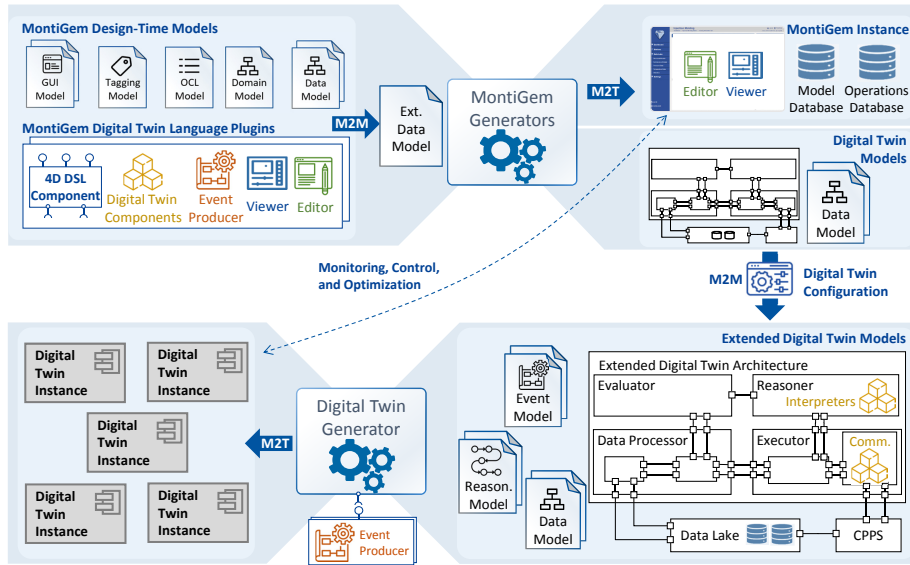 MontiGem Design-Time Models
GUI
Model
Tagging
Model
OCL
Model
Domain
Model
Data
Model
MontiGem Digital Twin Language Plugins
4D DSL
Component
Digital Twin
Components
Event
Producer
Viewer
Editor
M2M
Ext.
Data
Model
MontiGem
Generators
M2T
MontiGem Instance
Editor
Viewer
Model
Database
Operations
Database
Digital Twin
Models
Data
Model
Monitoring, Control,
and Optimization
M2M
Digital Twin
Configuration
Extended Digital Twin Models
Event
Model
Reason.
Model
Data
Model
Extended Digital Twin Architecture
Evaluator
Reasoner
Interpreters
Data Processor
Executor
Comm.
Data Lake
CPPS
Digital Twin
Generator
Event
Producer
M2T
Digital
Twin
Instance
Digital
Twin
Instance
Digital
Twin
Instance
Digital
Twin
Instance
Digital
Twin
Instance